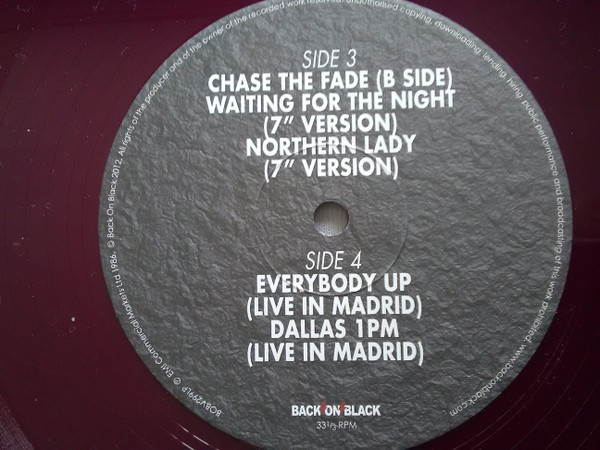 SIDE 3
CHASE THE FADE (B SIDE)
WAITING FOR THE NIGHT
(7" VERSION)
NORTHERN LADY
(7" VERSION)
SIDE 4
EVERYBODY UP
(LIVE IN MADRID)
DALLAS 1PM
(LIVE IN MADRID)
BACK ON BLACK
33⅓ RPM
BOBV299LP ℗ EMI Commercial Markets Ltd 1986. © Back On Black 2012. All rights of the producer and of the owner of the recorded work reserved. Unauthorised copying, downloading, lending, hiring, public performance and broadcasting of this work prohibited. www.backonblack.com